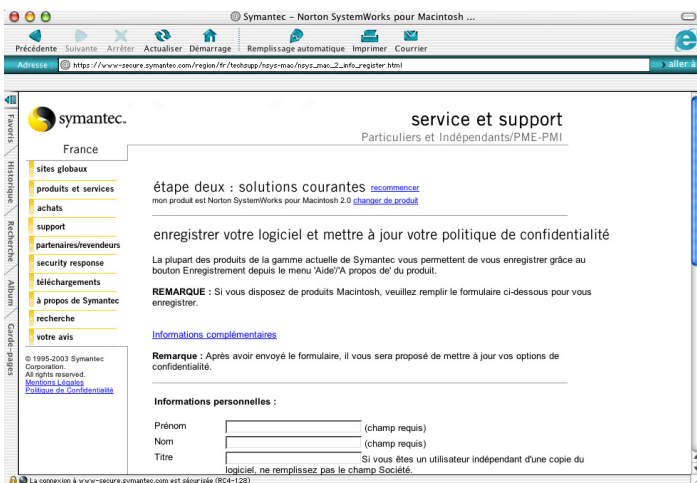 Symantec - Norton SystemWorks pour Macintosh ...
Précédente Suivante Arrêter Actualiser Démarrage Remplissage automatique Imprimer Courrier
Adresse : https://www-secure.symantec.com/region/fr/techsupp/nsys-mac/nsys_mac_2_info_register.html aller à
Favoris
Historique
Recherche
Album
Garde-pages
symantec.
France
sites globaux
produits et services
achats
support
partenaires/revendeurs
security response
téléchargements
à propos de Symantec
recherche
votre avis
© 1995-2003 Symantec
Corporation.
All rights reserved.
Mentions Légales
Politique de Confidentialité
service et support
Particuliers et Indépendants/PME-PMI
étape deux : solutions courantes recommencer
mon produit est Norton SystemWorks pour Macintosh 2.0 changer de produit
enregistrer votre logiciel et mettre à jour votre politique de confidentialité
La plupart des produits de la gamme actuelle de Symantec vous permettent de vous enregistrer grâce au
bouton Enregistrement depuis le menu 'Aide'/'A propos de' du produit.
REMARQUE : Si vous disposez de produits Macintosh, veuillez remplir le formulaire ci-dessous pour vous
enregistrer.
Informations complémentaires
Remarque : Après avoir envoyé le formulaire, il vous sera proposé de mettre à jour vos options de
confidentialité.
Informations personnelles :
Prénom (champ requis)
Nom (champ requis)
Titre Si vous êtes un utilisateur indépendant d'une copie du
logiciel, ne remplissez pas le champ Société.
La connexion à www-secure.symantec.com est sécurisée (RC4-128)